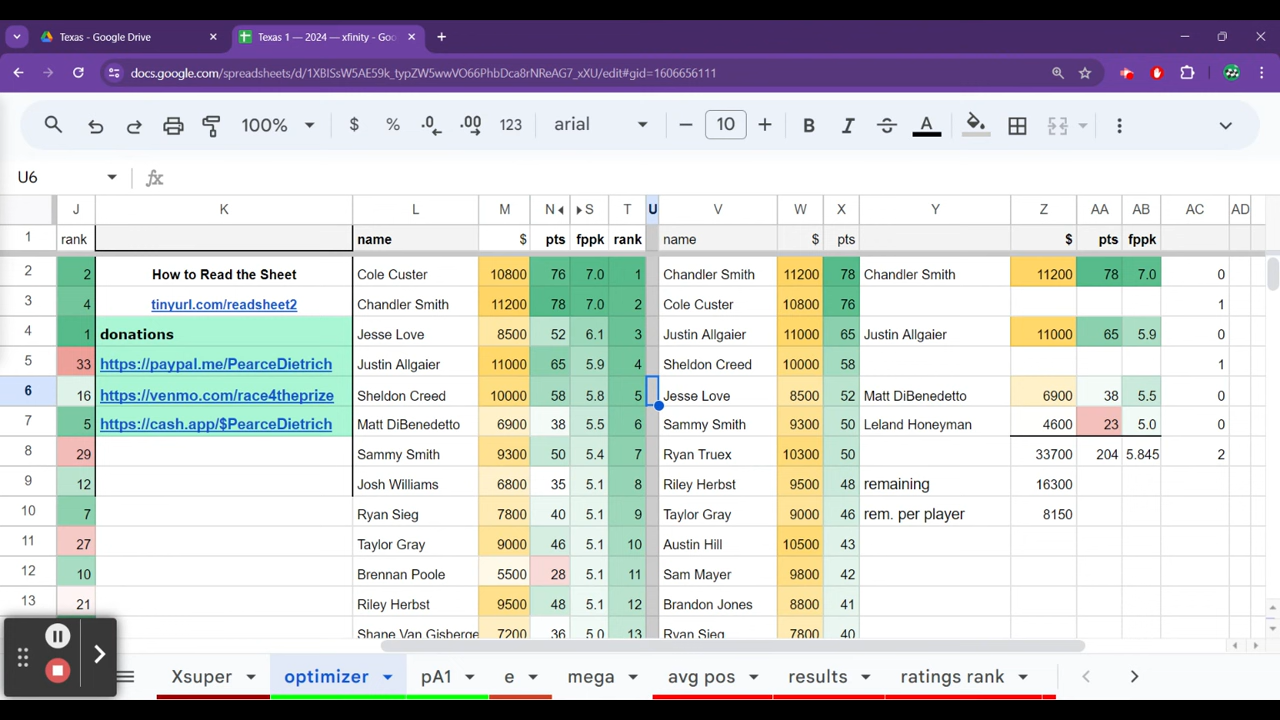 Texas - Google Drive
Texas 1 — 2024 — xfinity - Goo
docs.google.com/spreadsheets/d/1XBISsW5AE59k_typZW5wwVO66PhbDca8rNReAG7_xXU/edit#gid=1606656111
100% $ % .0 .00 123 arial 10 B I A
U6 fx
J K L M N S T U V W X Y Z AA AB AC AD
1 rank name $ pts fppk rank name $ pts $ pts fppk
2 2 How to Read the Sheet Cole Custer 10800 76 7.0 1 Chandler Smith 11200 78 Chandler Smith 11200 78 7.0 0
3 4 tinyurl.com/readsheet2 Chandler Smith 11200 78 7.0 2 Cole Custer 10800 76 1
4 1 donations Jesse Love 8500 52 6.1 3 Justin Allgaier 11000 65 Justin Allgaier 11000 65 5.9 0
5 33 https://paypal.me/PearceDietrich Justin Allgaier 11000 65 5.9 4 Sheldon Creed 10000 58 1
6 16 https://venmo.com/race4theprize Sheldon Creed 10000 58 5.8 5 Jesse Love 8500 52 Matt DiBenedetto 6900 38 5.5 0
7 5 https://cash.app/$PearceDietrich Matt DiBenedetto 6900 38 5.5 6 Sammy Smith 9300 50 Leland Honeyman 4600 23 5.0 0
8 29 Sammy Smith 9300 50 5.4 7 Ryan Truex 10300 50 33700 204 5.845 2
9 12 Josh Williams 6800 35 5.1 8 Riley Herbst 9500 48 remaining 16300
10 7 Ryan Sieg 7800 40 5.1 9 Taylor Gray 9000 46 rem. per player 8150
11 27 Taylor Gray 9000 46 5.1 10 Austin Hill 10500 43
12 10 Brennan Poole 5500 28 5.1 11 Sam Mayer 9800 42
13 21 Riley Herbst 9500 48 5.1 12 Brandon Jones 8800 41
Shane Van Gisberge 7200 36 5.0 13 Ryan Sieg 7800 40
Xsuper optimizer pA1 e mega avg pos results ratings rank